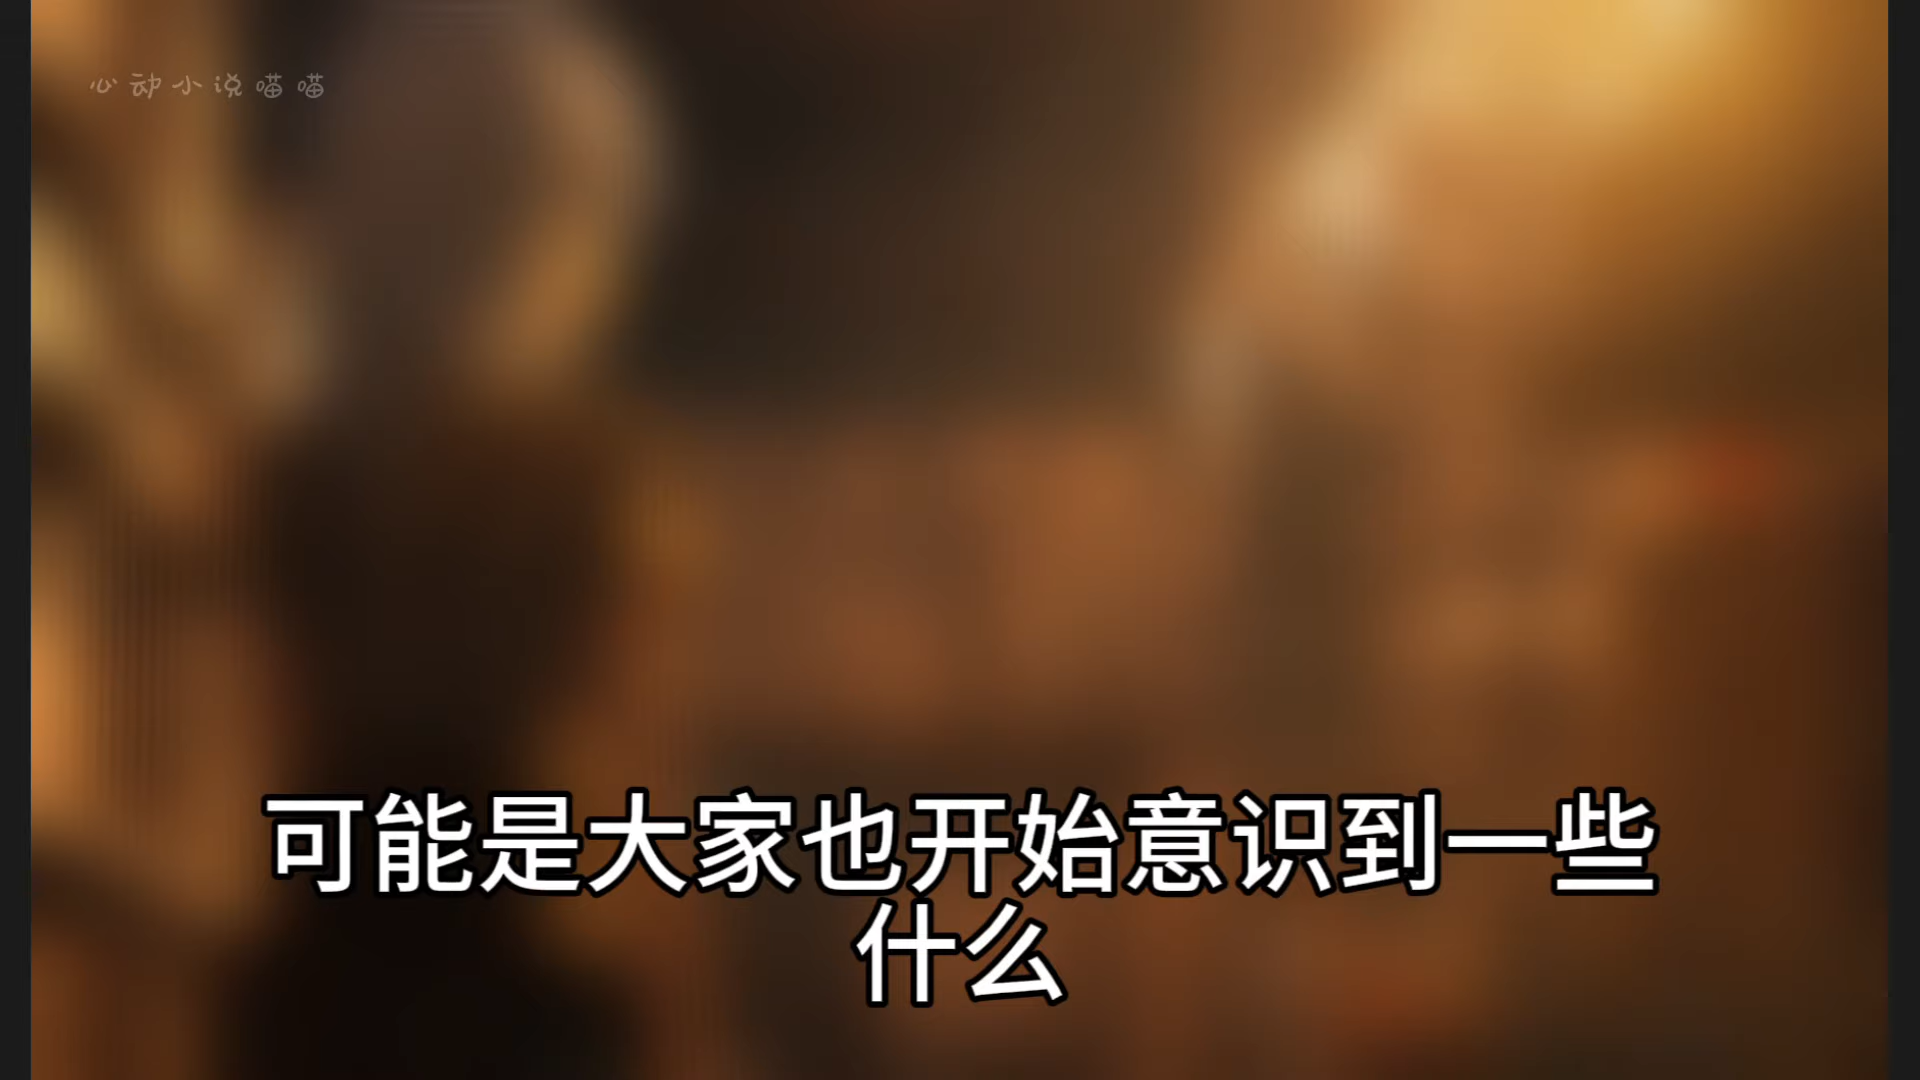 心动小说喵喵
可能是大家也开始意识到一些
什么